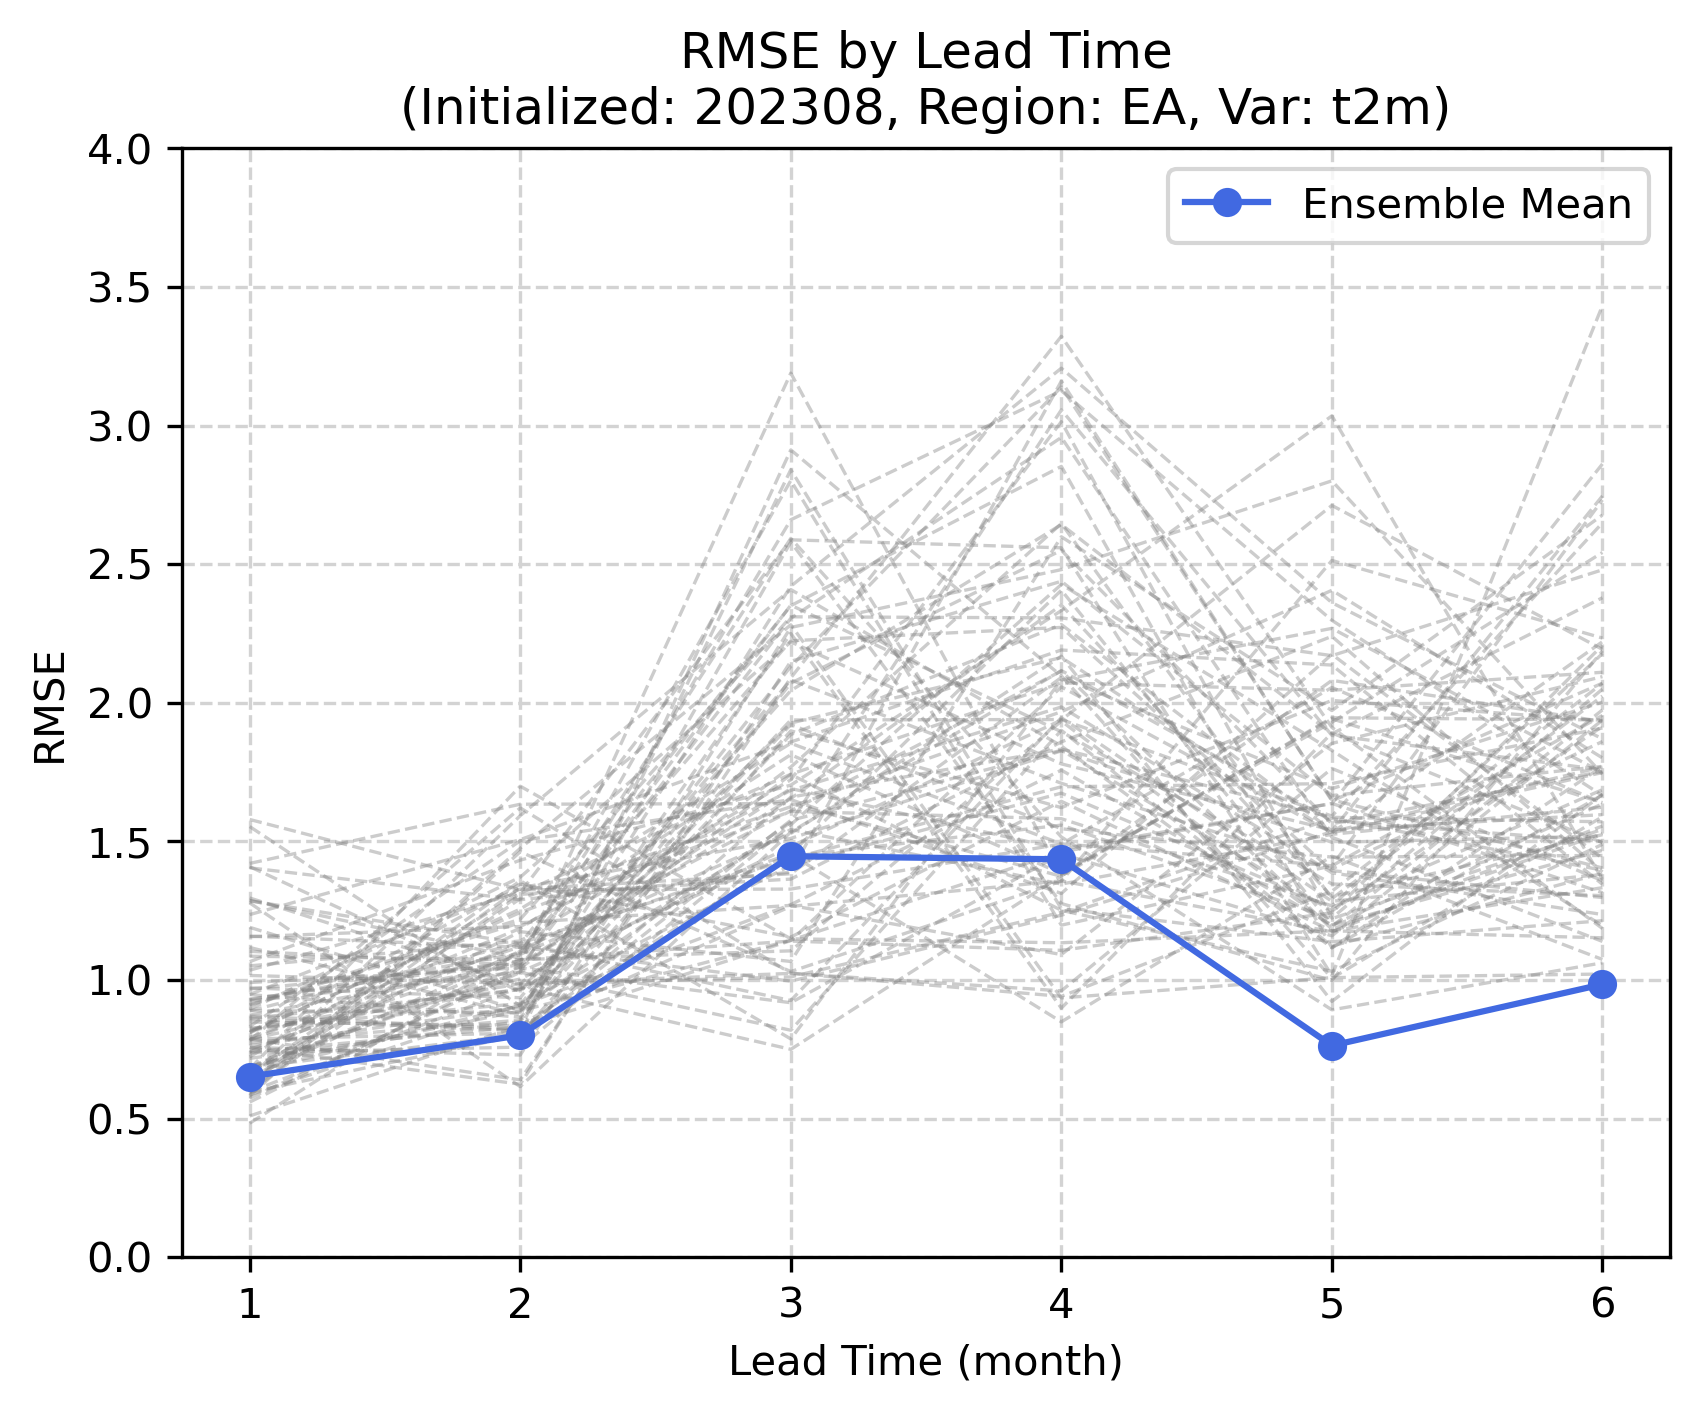 RMSE by Lead Time
(Initialized: 202308, Region: EA, Var: t2m)
Ensemble Mean
RMSE
4.0
3.5
3.0
2.5
2.0
1.5
1.0
0.5
0.0
1 2 3 4 5 6
Lead Time (month)